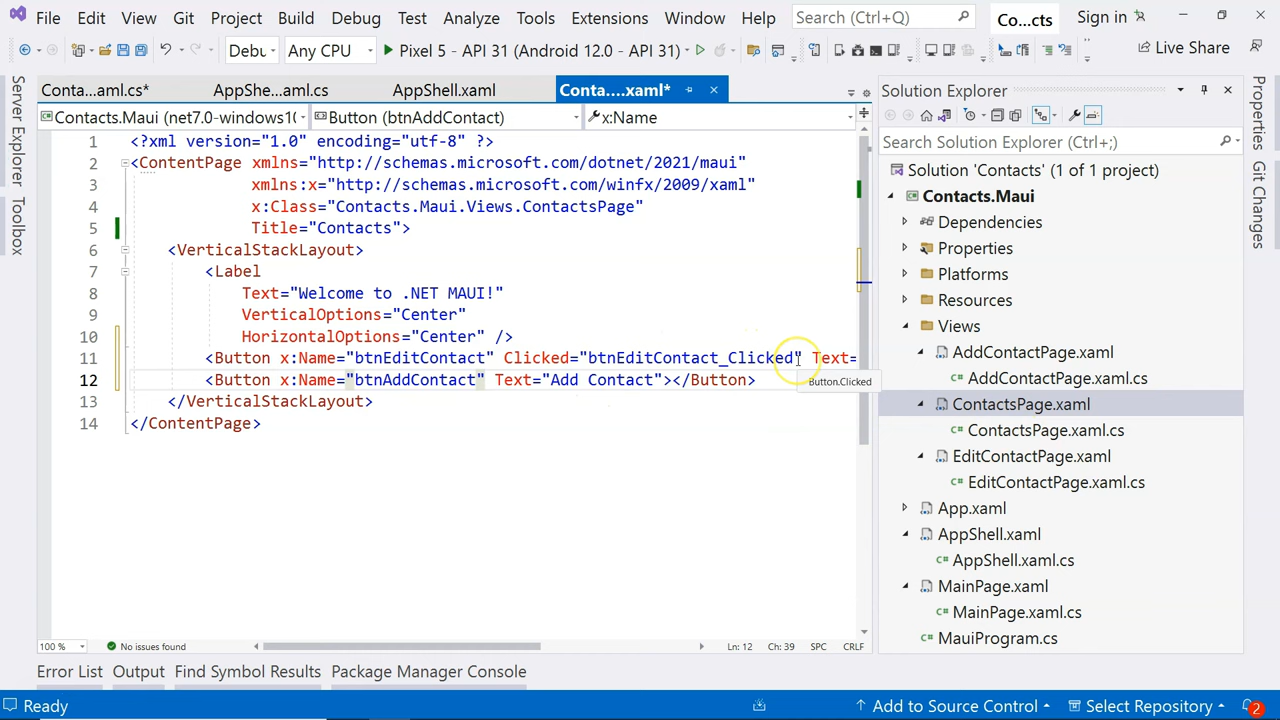 File Edit View Git Project Build Debug Test Analyze Tools Extensions Window Help Search (Ctrl+Q) Co...cts Sign in
Debu Any CPU Pixel 5 - API 31 (Android 12.0 - API 31) Live Share
Server Explorer
Toolbox
Conta....aml.cs* AppShe...aml.cs AppShell.xaml Conta....xaml*
Contacts.Maui (net7.0-windows10 Button (btnAddContact) x:Name
1 <?xml version="1.0" encoding="utf-8" ?>
2 <ContentPage xmlns="http://schemas.microsoft.com/dotnet/2021/maui"
3 xmlns:x="http://schemas.microsoft.com/winfx/2009/xaml"
4 x:Class="Contacts.Maui.Views.ContactsPage"
5 Title="Contacts">
6 <VerticalStackLayout>
7 <Label
8 Text="Welcome to .NET MAUI!"
9 VerticalOptions="Center"
10 HorizontalOptions="Center" />
11 <Button x:Name="btnEditContact" Clicked="btnEditContact_Clicked" Text=
12 <Button x:Name="btnAddContact" Text="Add Contact"></Button>
13 </VerticalStackLayout>
14 </ContentPage>
Button.Clicked
100 % No issues found Ln: 12 Ch: 39 SPC CRLF
Solution Explorer
Search Solution Explorer (Ctrl+;)
Solution 'Contacts' (1 of 1 project)
Contacts.Maui
Dependencies
Properties
Platforms
Resources
Views
AddContactPage.xaml
AddContactPage.xaml.cs
ContactsPage.xaml
ContactsPage.xaml.cs
EditContactPage.xaml
EditContactPage.xaml.cs
App.xaml
AppShell.xaml
AppShell.xaml.cs
MainPage.xaml
MainPage.xaml.cs
MauiProgram.cs
Properties
Git Changes
Error List Output Find Symbol Results Package Manager Console
Ready Add to Source Control Select Repository 2